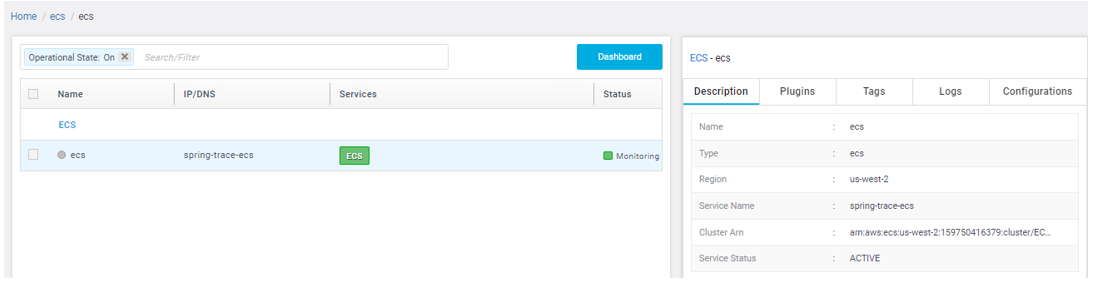 Home / ecs / ecs
Operational State: On ✕ Search/Filter
Dashboard
Name IP/DNS Services Status
ECS
ecs spring-trace-ecs ECS Monitoring
ECS - ecs
Description Plugins Tags Logs Configurations
Name : ecs
Type : ecs
Region : us-west-2
Service Name : spring-trace-ecs
Cluster Arn : arn:aws:ecs:us-west-2:159750416379:cluster/EC...
Service Status : ACTIVE